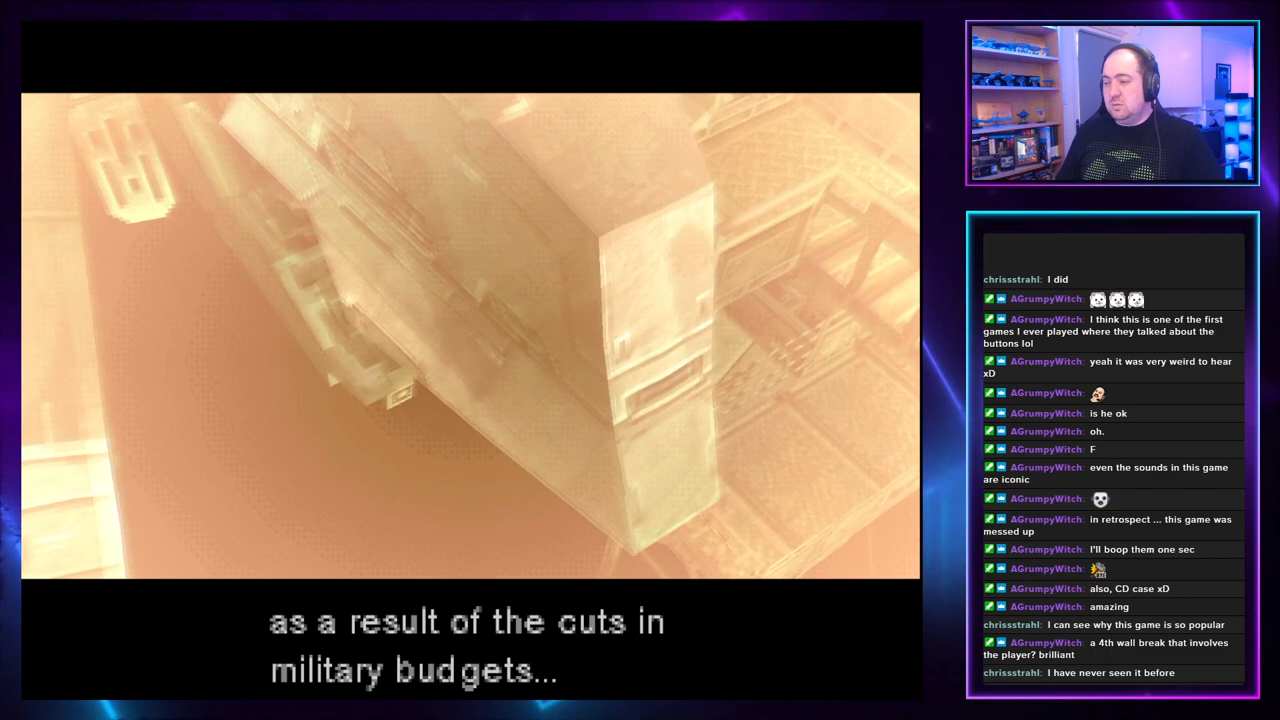 as a result of the cuts in
military budgets...
chrissstrahl: I did
AGrumpyWitch:
AGrumpyWitch: I think this is one of the first
games I ever played where they talked about the
buttons lol
AGrumpyWitch: yeah it was very weird to hear
xD
AGrumpyWitch:
AGrumpyWitch: is he ok
AGrumpyWitch: oh.
AGrumpyWitch: F
AGrumpyWitch: even the sounds in this game
are iconic
AGrumpyWitch:
AGrumpyWitch: in retrospect ... this game was
messed up
AGrumpyWitch: I'll boop them one sec
AGrumpyWitch:
AGrumpyWitch: also, CD case xD
AGrumpyWitch: amazing
chrissstrahl: I can see why this game is so popular
AGrumpyWitch: a 4th wall break that involves
the player? brilliant
chrissstrahl: I have never seen it before